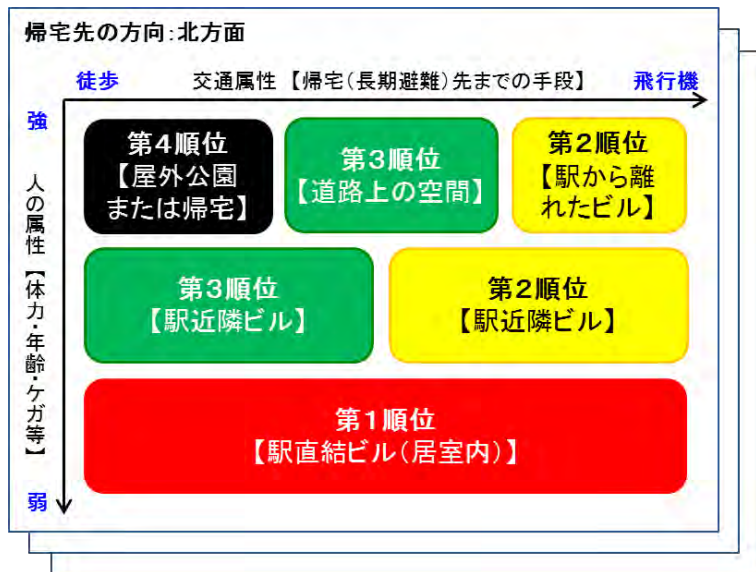 帰宅先の方向:北方面
徒歩
交通属性【帰宅(長期避難)先までの手段】
飛行機
強
人の属性【体力・年齢・ケガ等】
弱
第4順位
【屋外公園
または帰宅】
第3順位
【道路上の空間】
第2順位
【駅から離
れたビル】
第3順位
【駅近隣ビル】
第2順位
【駅近隣ビル】
第1順位
【駅直結ビル(居室内)】